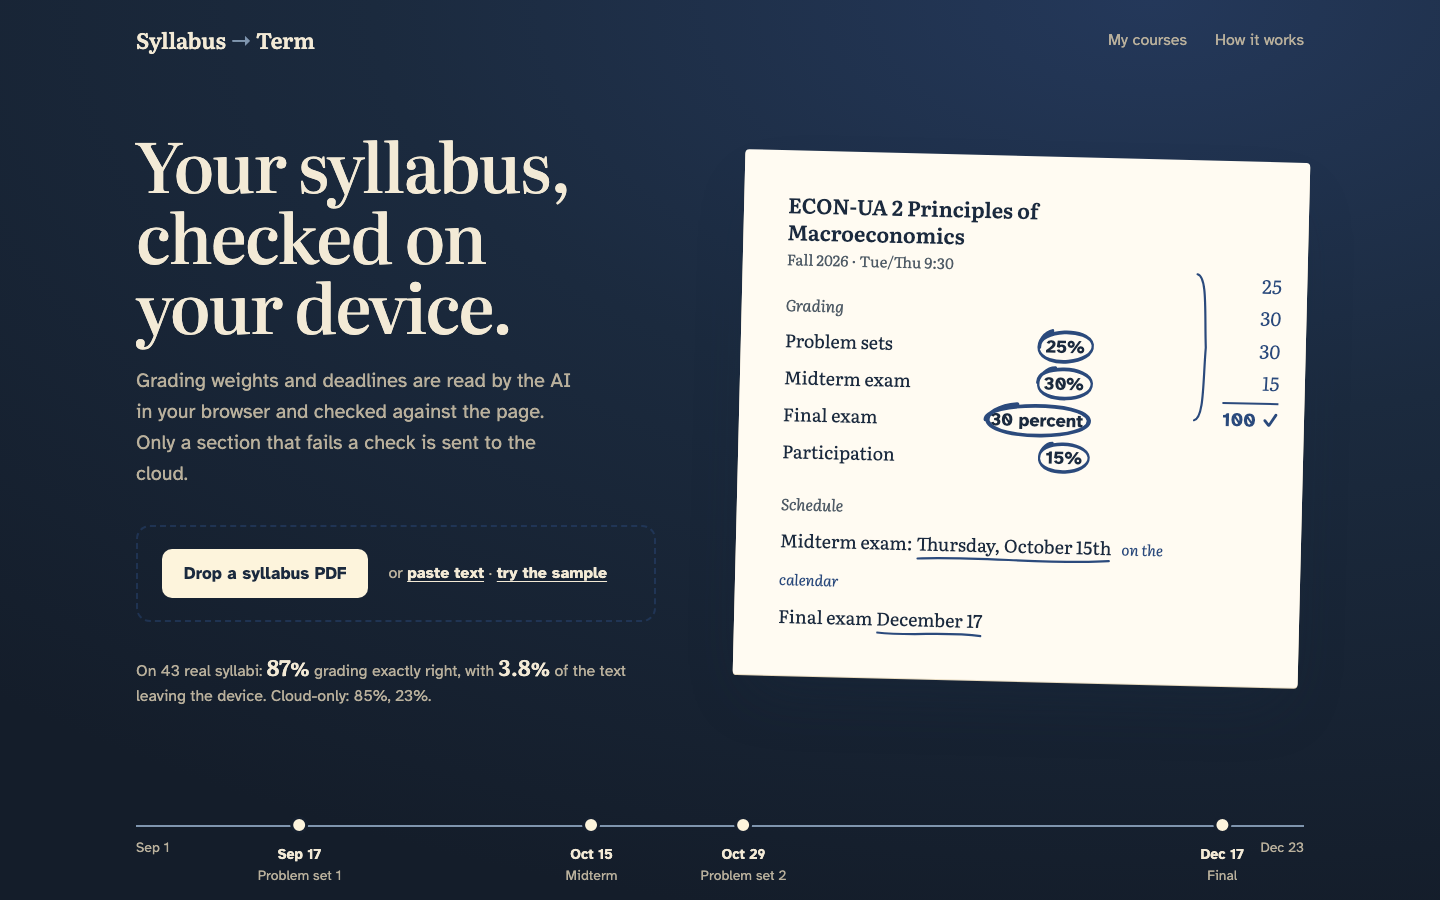 Syllabus → Term
My courses
How it works
Your syllabus,
checked on
your device.
Grading weights and deadlines are read by the AI
in your browser and checked against the page.
Only a section that fails a check is sent to the
cloud.
Drop a syllabus PDF
or paste text · try the sample
On 43 real syllabi: 87% grading exactly right, with 3.8% of the text
leaving the device. Cloud-only: 85%, 23%.
ECON-UA 2 Principles of
Macroeconomics
Fall 2026 · Tue/Thu 9:30
Grading
Problem sets 25%
Midterm exam 30%
Final exam 30 percent
Participation 15%
25
30
30
15
100 ✓
Schedule
Midterm exam: Thursday, October 15th on the
calendar
Final exam December 17
Sep 1
Sep 17
Problem set 1
Oct 15
Midterm
Oct 29
Problem set 2
Dec 17
Final
Dec 23